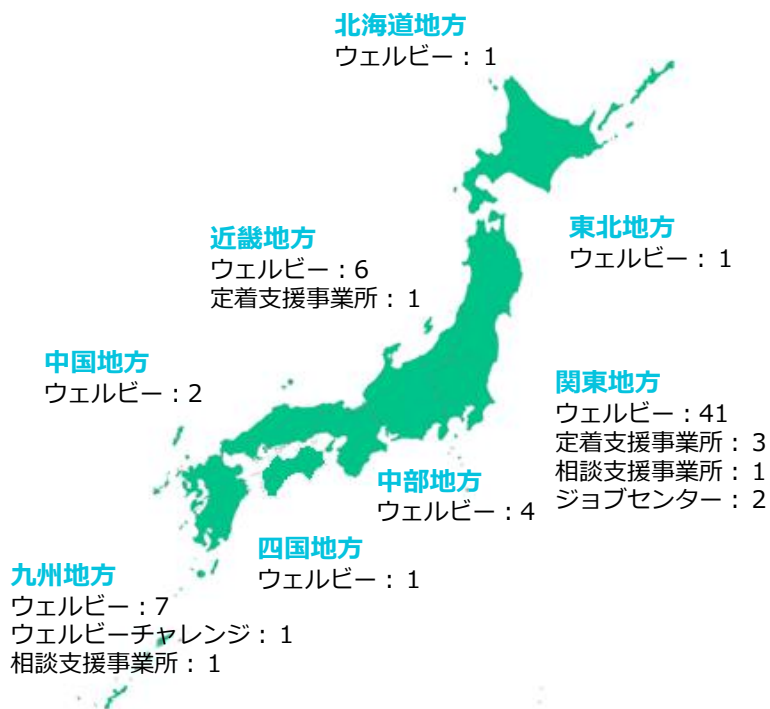 北海道地方
ウェルビー：1
東北地方
ウェルビー：1
近畿地方
ウェルビー：6
定着支援事業所：1
中国地方
ウェルビー：2
関東地方
ウェルビー：41
定着支援事業所：3
相談支援事業所：1
ジョブセンター：2
中部地方
ウェルビー：4
四国地方
ウェルビー：1
九州地方
ウェルビー：7
ウェルビーチャレンジ：1
相談支援事業所：1